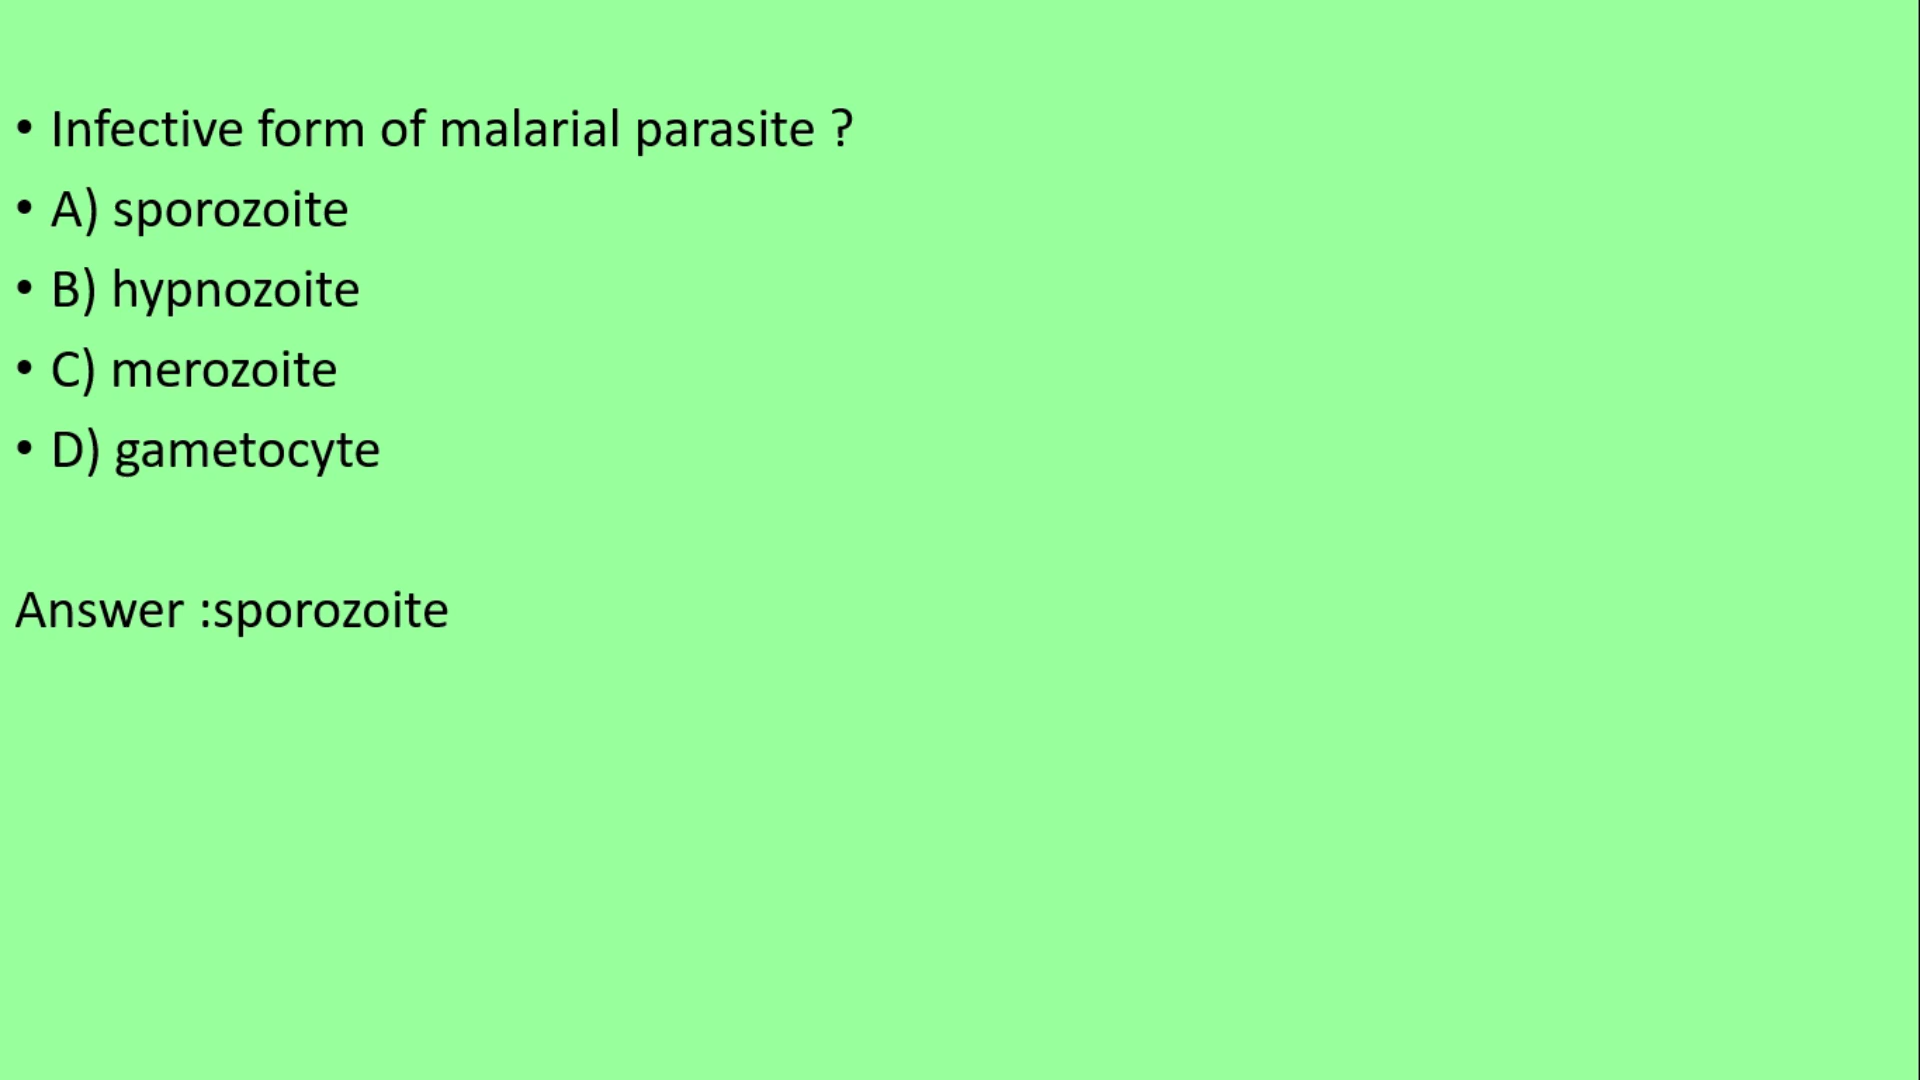 • Infective form of malarial parasite ?
• A) sporozoite
• B) hypnozoite
• C) merozoite
• D) gametocyte
Answer :sporozoite